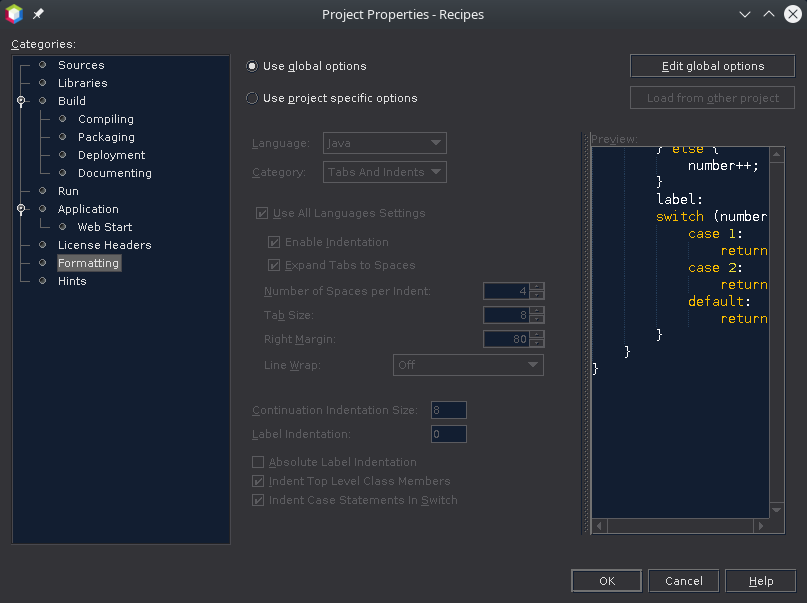 Project Properties - Recipes
Categories:
Sources
Libraries
Build
Compiling
Packaging
Deployment
Documenting
Run
Application
Web Start
License Headers
Formatting
Hints
Use global options
Edit global options
Use project specific options
Load from other project
Language: Java
Category: Tabs And Indents
Use All Languages Settings
Enable Indentation
Expand Tabs to Spaces
Number of Spaces per Indent: 4
Tab Size: 8
Right Margin: 80
Line Wrap: Off
Continuation Indentation Size: 8
Label Indentation: 0
Absolute Label Indentation
Indent Top Level Class Members
Indent Case Statements In Switch
Preview:
} else {
number++;
}
label:
switch (number
case 1:
return
case 2:
return
default:
return
}
}
}
OK Cancel Help